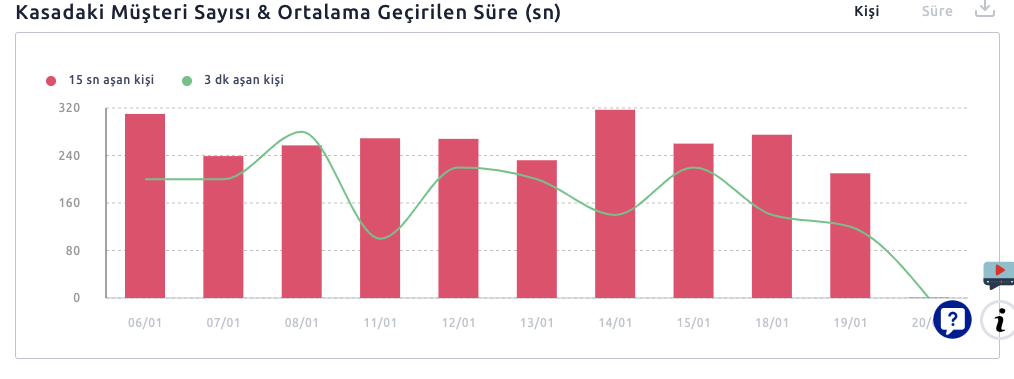 Kasadaki Müşteri Sayısı & Ortalama Geçirilen Süre (sn)
Kişi Süre
15 sn aşan kişi 3 dk aşan kişi
320
240
160
80
0
06/01 07/01 08/01 11/01 12/01 13/01 14/01 15/01 18/01 19/01 20/
? i